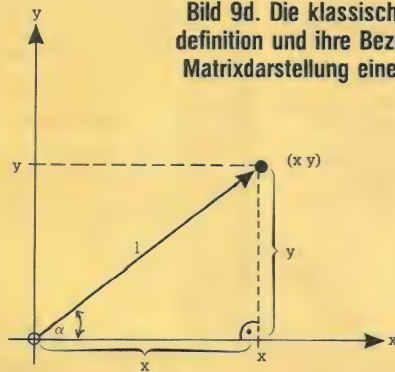 Bild 9d. Die klassisch
definition und ihre Bez
Matrixdarstellung eine
y
y
(x y)
l
y
α
x
x
x